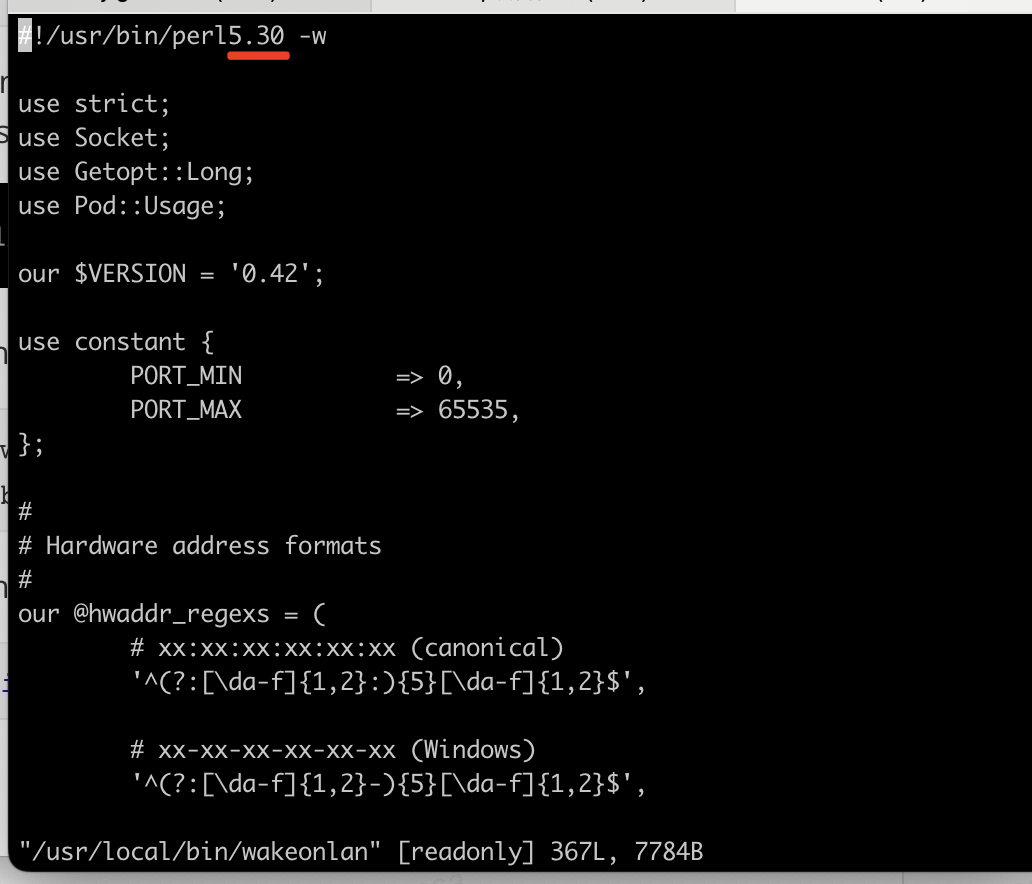 #!/usr/bin/perl5.30 -w
use strict;
use Socket;
use Getopt::Long;
use Pod::Usage;
our $VERSION = '0.42';
use constant {
PORT_MIN => 0,
PORT_MAX => 65535,
};
#
# Hardware address formats
#
our @hwaddr_regexs = (
# xx:xx:xx:xx:xx:xx (canonical)
'^(?:[\da-f]{1,2}:){5}[\da-f]{1,2}$',
# xx-xx-xx-xx-xx-xx (Windows)
'^(?:[\da-f]{1,2}-){5}[\da-f]{1,2}$',
"/usr/local/bin/wakeonlan" [readonly] 367L, 7784B